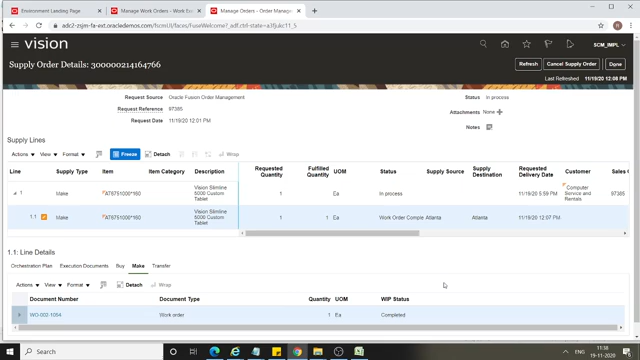 Environment Landing Page
Manage Work Orders - Work Exe
Manage Orders - Order Manage
adc2-zsjm-fa-ext.oracledemos.com/fscmUI/faces/FuseWelcome?_adf.ctrl-state=a3fjukc11_5
vision
SCM_IMPL
Supply Order Details: 300000214164766
Refresh
Cancel Supply Order
Done
Last Refreshed 11/19/20 12:08 PM
Request Source Oracle Fusion Order Management
Status In process
Request Reference 97385
Attachments None
Request Date 11/19/20 12:01 PM
Notes
Supply Lines
Actions View Format Freeze Detach Wrap
Line Supply Type Item Item Category Description Requested Quantity Fulfilled Quantity UOM Status Supply Source Supply Destination Requested Delivery Date Customer Sales O
1 Make *AT8751000*160 Vision Slimline 6000 Custom Tablet 1 Ea In process 11/19/20 5:59 PM Computer Service and Rentals 97385
1.1 Make *AT8751000*160 Vision Slimline 6000 Custom Tablet 1 1 Ea Work Order Comple Atlanta Atlanta 11/19/20 12:07 PM
1.1: Line Details
Orchestration Plan Execution Documents Buy Make Transfer
Actions View Format Detach Wrap
Document Number Document Type Quantity UOM WIP Status
WO-002-1084 Work order 1 Ea Completed
Search
ENG
11:38
19-11-2020